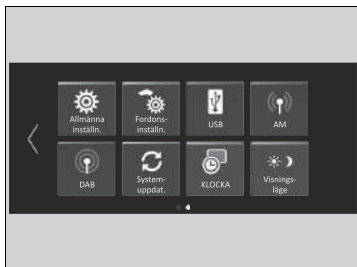 Allmänna
inställn.
Fordons-
inställn.
USB
AM
DAB
System-
uppdat.
KLOCKA
Visnings-
läge